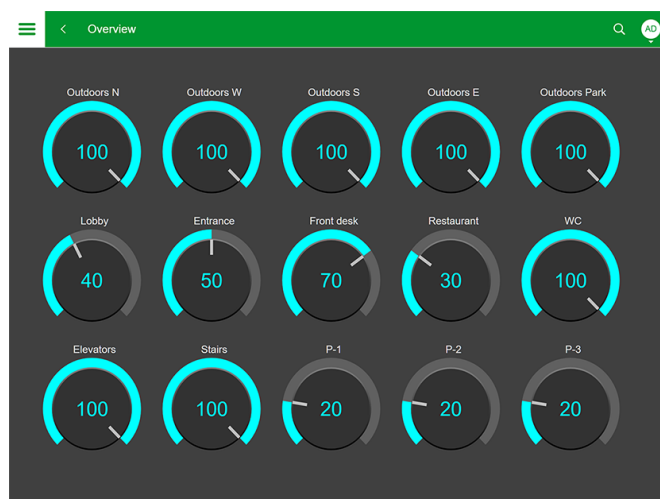 Overview
AD
Outdoors N Outdoors W Outdoors S Outdoors E Outdoors Park
100 100 100 100 100
Lobby Entrance Front desk Restaurant WC
40 50 70 30 100
Elevators Stairs P-1 P-2 P-3
100 100 20 20 20